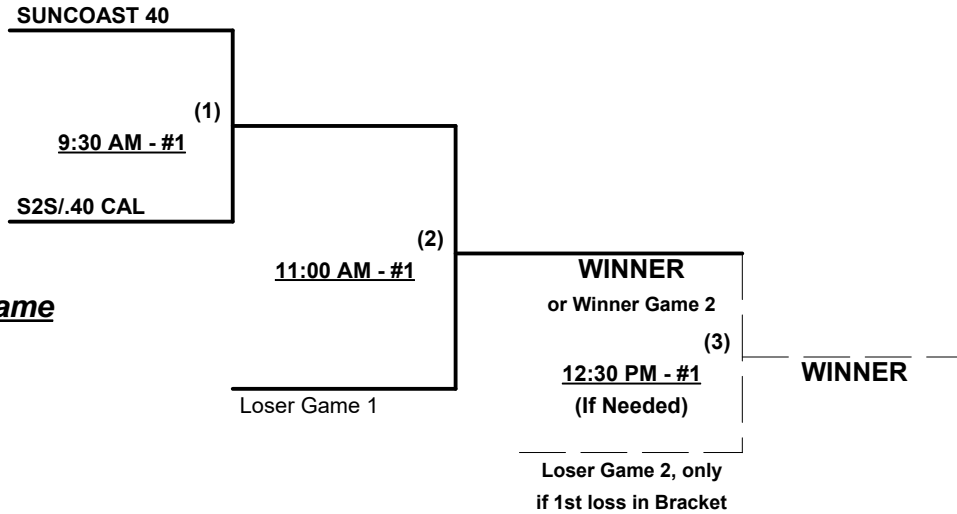 SUNCOAST 40
(1)
9:30 AM - #1
S2S/.40 CAL
(2)
11:00 AM - #1
WINNER
or Winner Game 2
ame
(3)
12:30 PM - #1
WINNER
(If Needed)
Loser Game 1
Loser Game 2, only
if 1st loss in Bracket